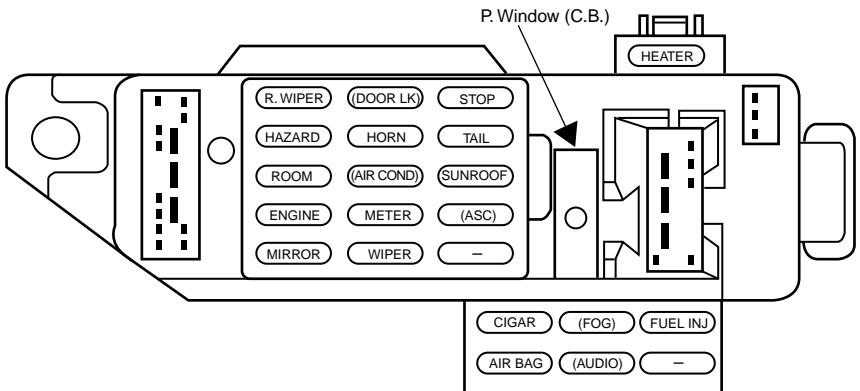 P. Window (C.B.)
HEATER
R. WIPER (DOOR LK) STOP
HAZARD HORN TAIL
ROOM (AIR COND) SUNROOF
ENGINE METER (ASC)
MIRROR WIPER –
CIGAR (FOG) FUEL INJ
AIR BAG (AUDIO) –